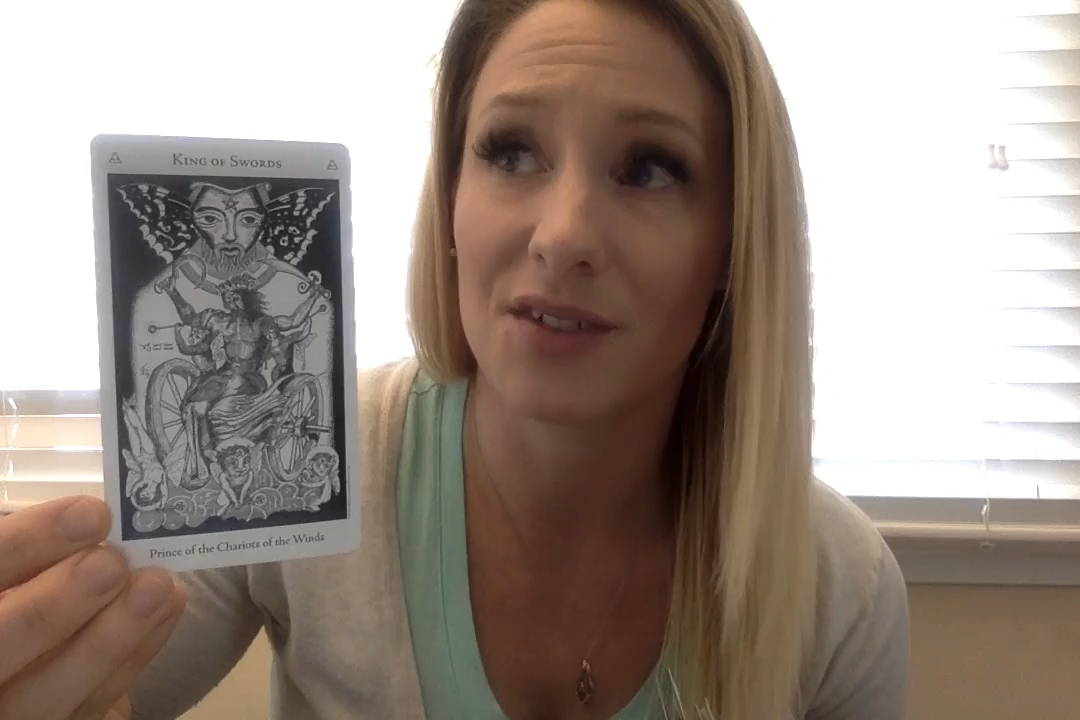 King of Swords
Prince of the Chariots of the Winds